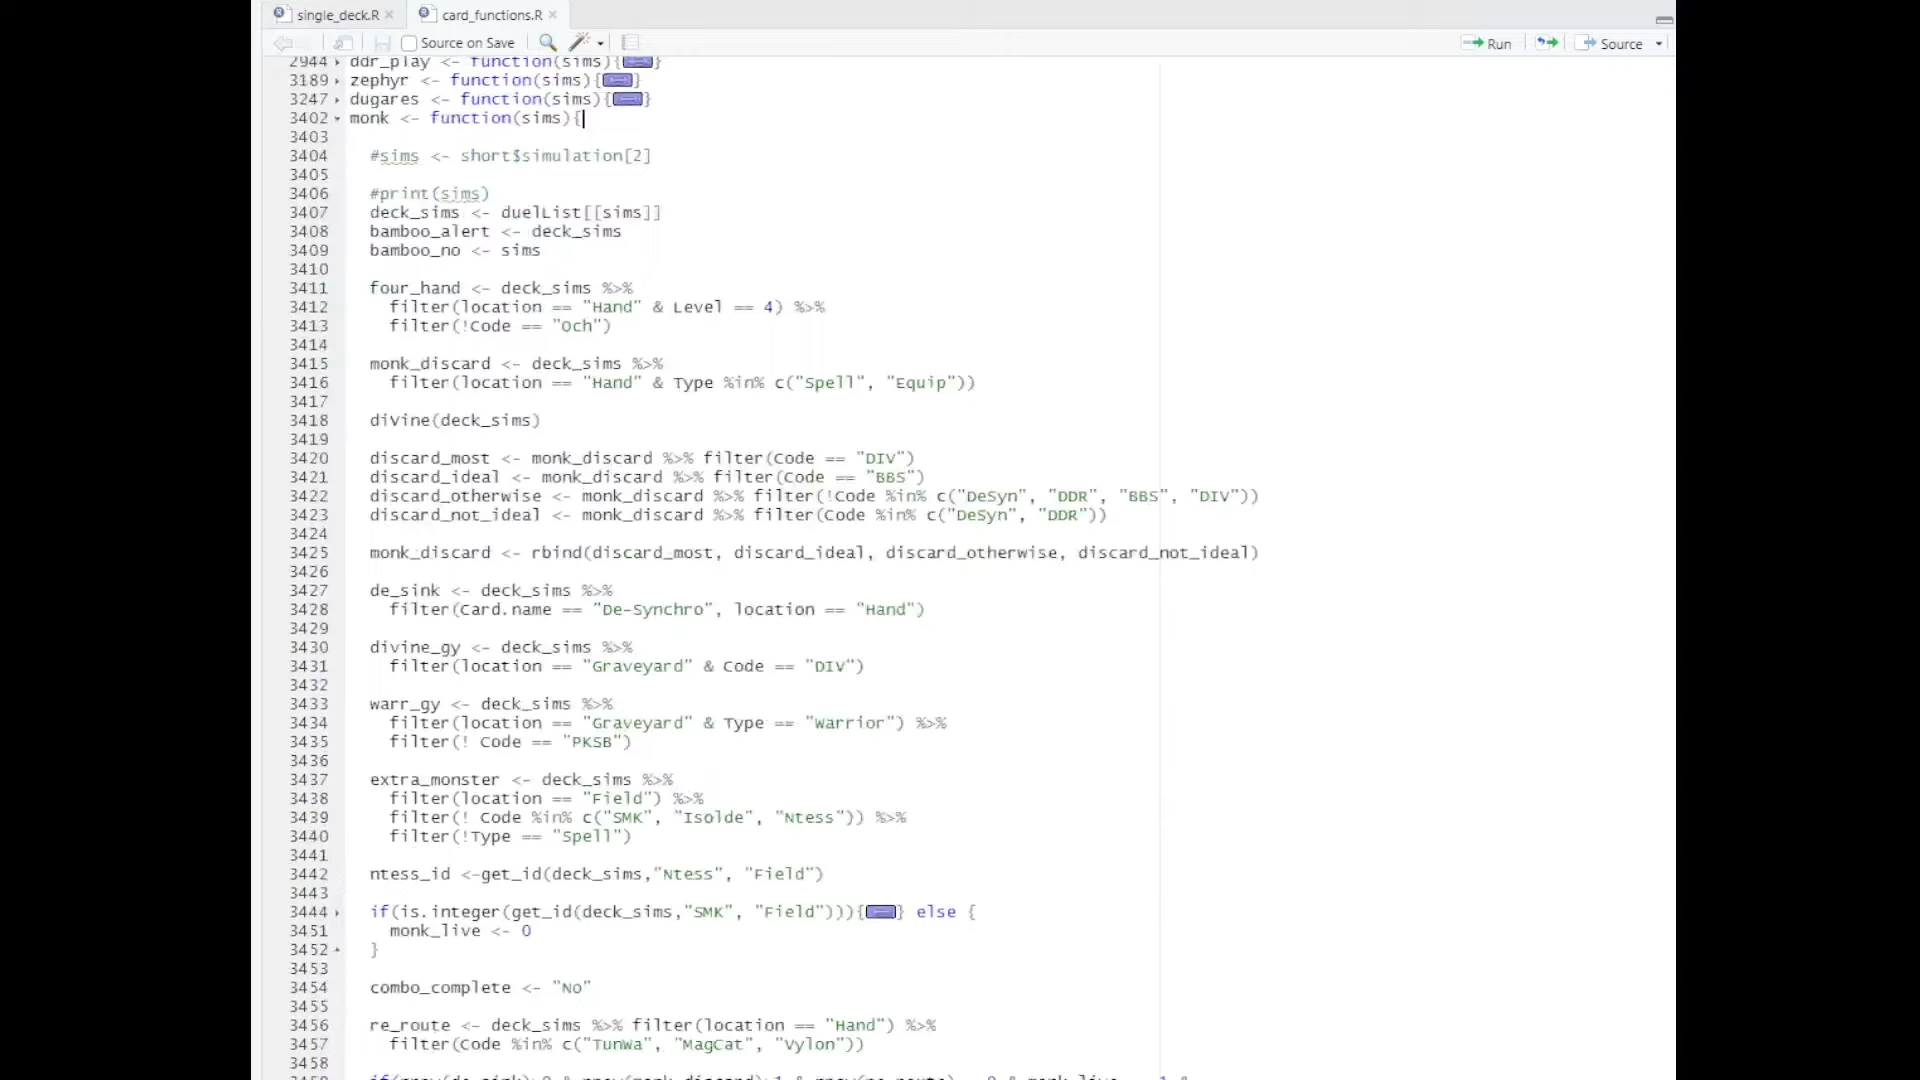 single_deck.R
card_functions.R
Source on Save
Run
Source
2944 ddr_play <- function(sims){}
3189 zephyr <- function(sims){}
3247 dugares <- function(sims){}
3402 monk <- function(sims){
3403
3404 #sims <- short$simulation[2]
3405
3406 #print(sims)
3407 deck_sims <- duelList[[sims]]
3408 bamboo_alert <- deck_sims
3409 bamboo_no <- sims
3410
3411 four_hand <- deck_sims %>%
3412 filter(location == "Hand" & Level == 4) %>%
3413 filter(!Code == "Och")
3414
3415 monk_discard <- deck_sims %>%
3416 filter(location == "Hand" & Type %in% c("Spell", "Equip"))
3417
3418 diVine(deck_sims)
3419
3420 discard_most <- monk_discard %>% filter(Code == "DIV")
3421 discard_ideal <- monk_discard %>% filter(Code == "BBS")
3422 discard_otherwise <- monk_discard %>% filter(!Code %in% c("DeSyn", "DDR", "BBS", "DIV"))
3423 discard_not_ideal <- monk_discard %>% filter(Code %in% c("DeSyn", "DDR"))
3424
3425 monk_discard <- rbind(discard_most, discard_ideal, discard_otherwise, discard_not_ideal)
3426
3427 de_sink <- deck_sims %>%
3428 filter(Card.name == "De-Synchro", location == "Hand")
3429
3430 divine_gy <- deck_sims %>%
3431 filter(location == "Graveyard" & Code == "DIV")
3432
3433 warr_gy <- deck_sims %>%
3434 filter(location == "Graveyard" & Type == "Warrior") %>%
3435 filter(! Code == "PKSB")
3436
3437 extra_monster <- deck_sims %>%
3438 filter(location == "Field") %>%
3439 filter(! Code %in% c("SMK", "Isolde", "Ntess")) %>%
3440 filter(!Type == "Spell")
3441
3442 ntess_id <-get_id(deck_sims,"Ntess", "Field")
3443
3444 if(is.integer(get_id(deck_sims,"SMK", "Field"))){} else {
3451 monk_live <- 0
3452 }
3453
3454 combo_complete <- "No"
3455
3456 re_route <- deck_sims %>% filter(location == "Hand") %>%
3457 filter(Code %in% c("TunWa", "MagCat", "Vylon"))
3458